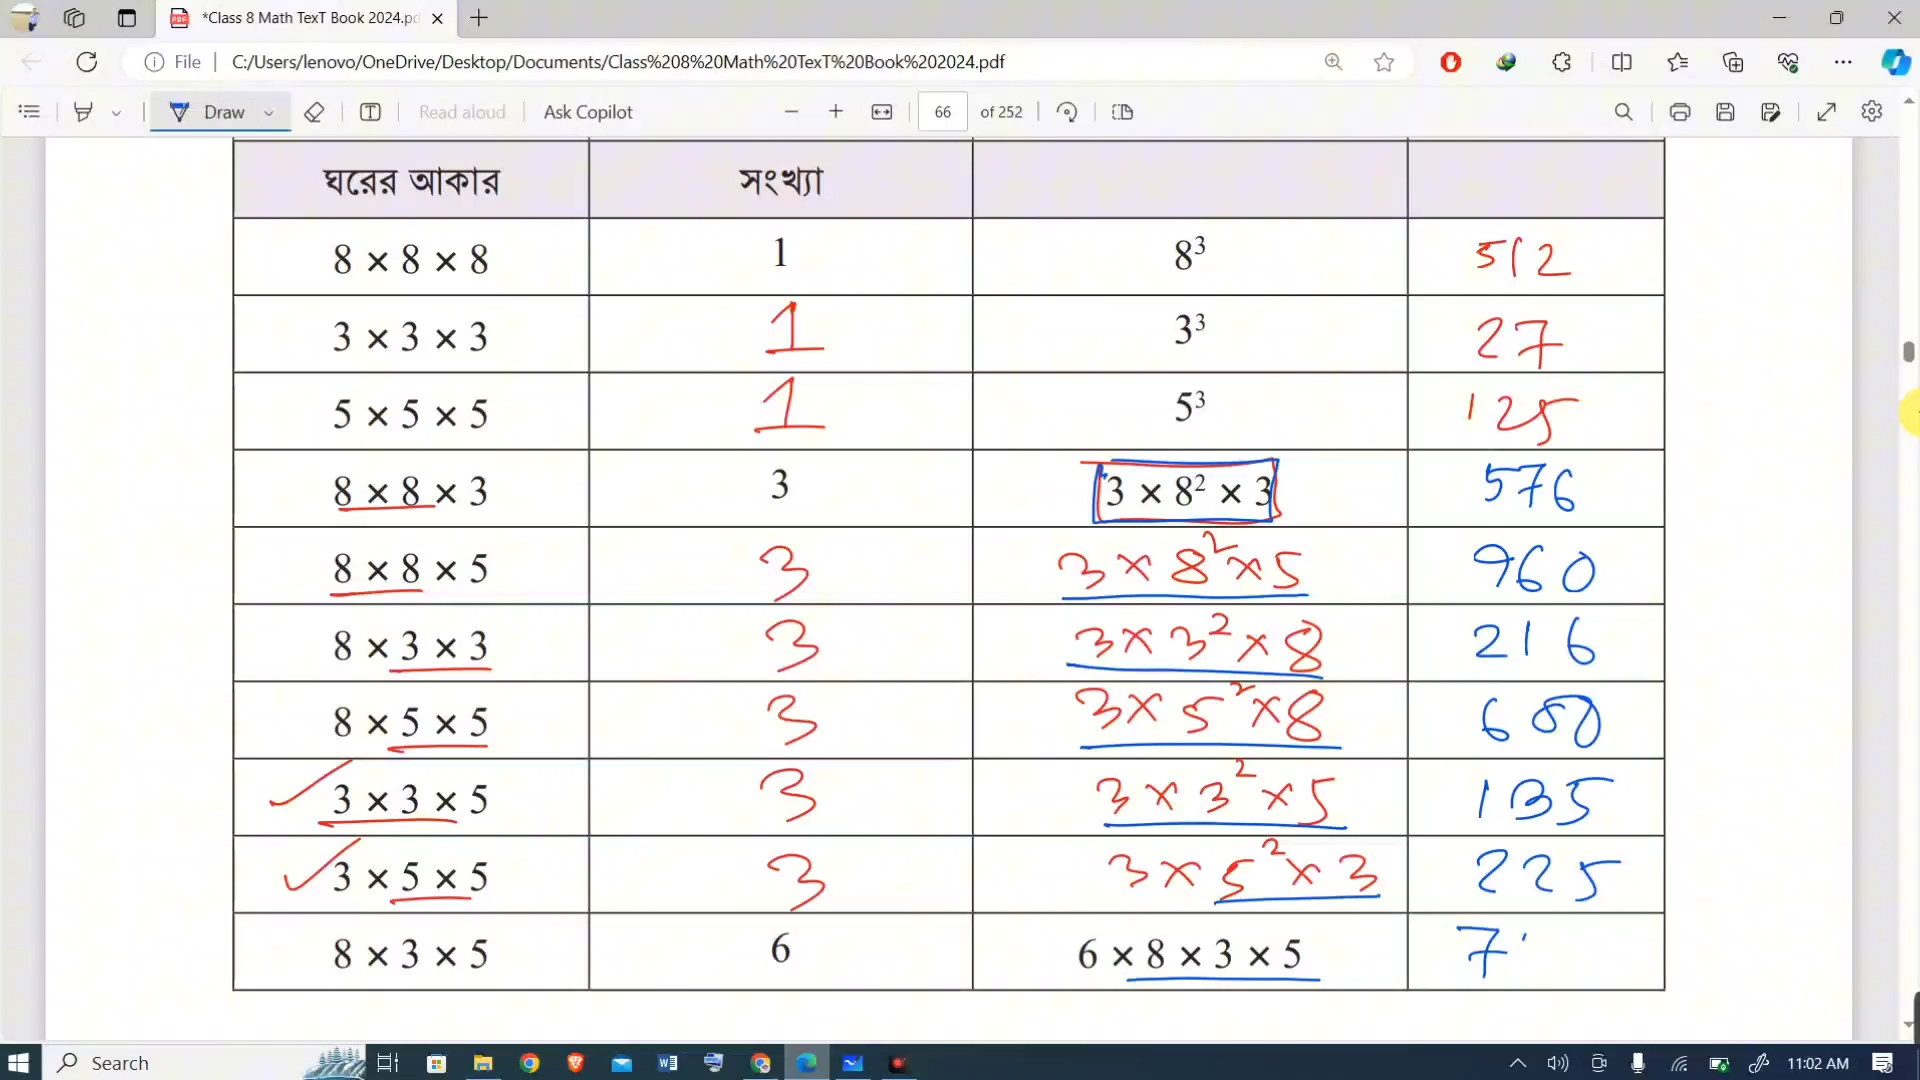 *Class 8 Math TexT Book 2024.pd
File
C:/Users/lenovo/OneDrive/Desktop/Documents/Class%208%20Math%20TexT%20Book%202024.pdf
Draw Read aloud Ask Copilot 66 of 252
ঘরের আকার সংখ্যা
8 × 8 × 8 1 8³ 512
3 × 3 × 3 1 3³ 27
5 × 5 × 5 1 5³ 125
8 × 8 × 3 3 3 × 8² × 3 576
8 × 8 × 5 3 3 × 8² × 5 960
8 × 3 × 3 3 3 × 3² × 8 216
8 × 5 × 5 3 3 × 5² × 8 600
3 × 3 × 5 3 3 × 3² × 5 135
3 × 5 × 5 3 3 × 5² × 3 225
8 × 3 × 5 6 6 × 8 × 3 × 5 7
Search 11:02 AM